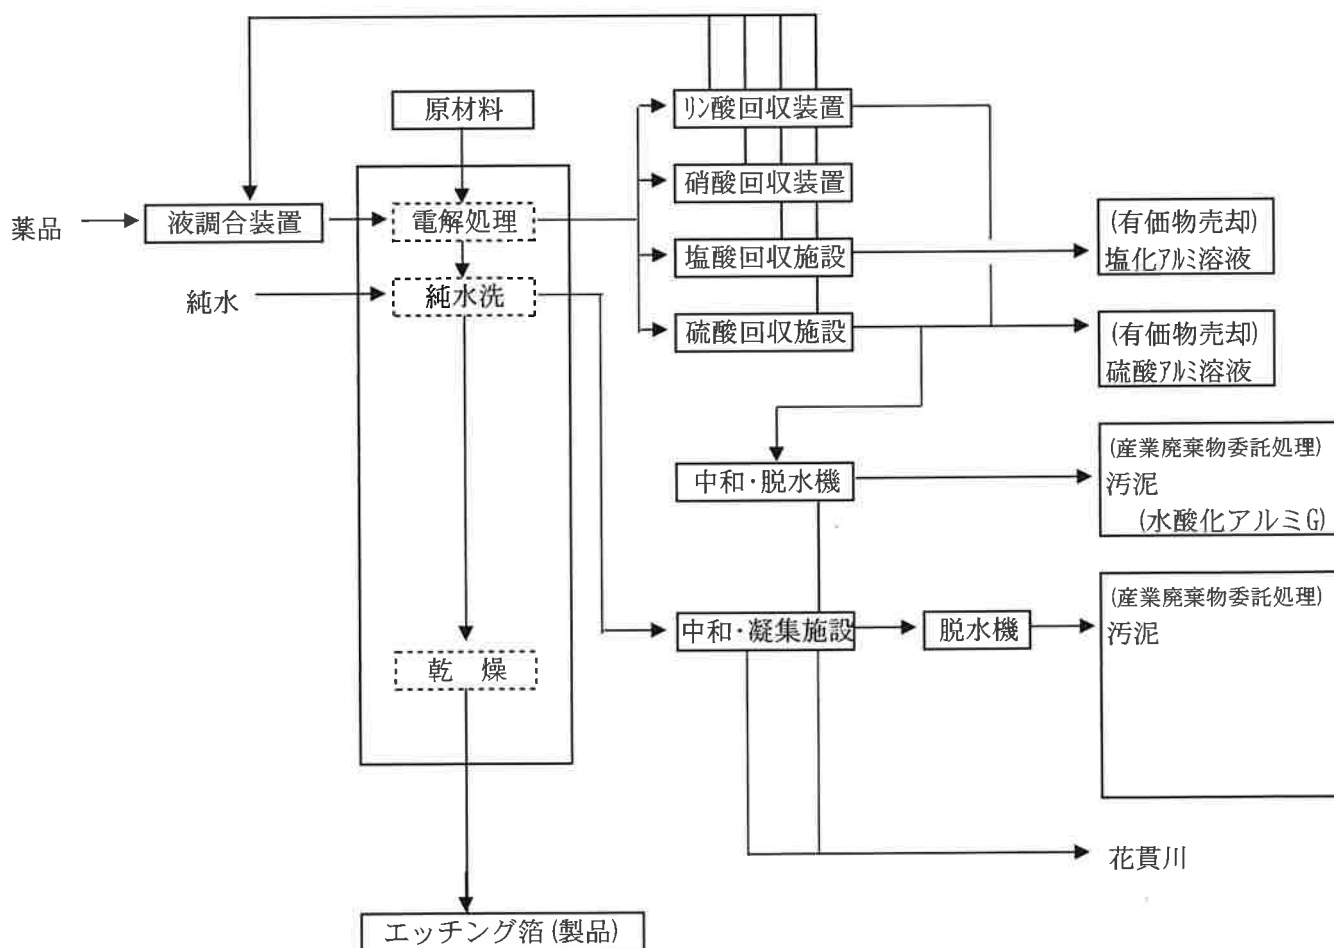 原材料
リン酸回収装置
硝酸回収装置
薬品
液調合装置
電解処理
塩酸回収施設
(有価物売却)
塩化アルミ溶液
純水
純水洗
硫酸回収施設
(有価物売却)
硫酸アルミ溶液
中和・脱水機
(産業廃棄物委託処理)
汚泥
(水酸化アルミG)
中和・凝集施設
脱水機
(産業廃棄物委託処理)
汚泥
乾 燥
花貫川
エッチング箔(製品)